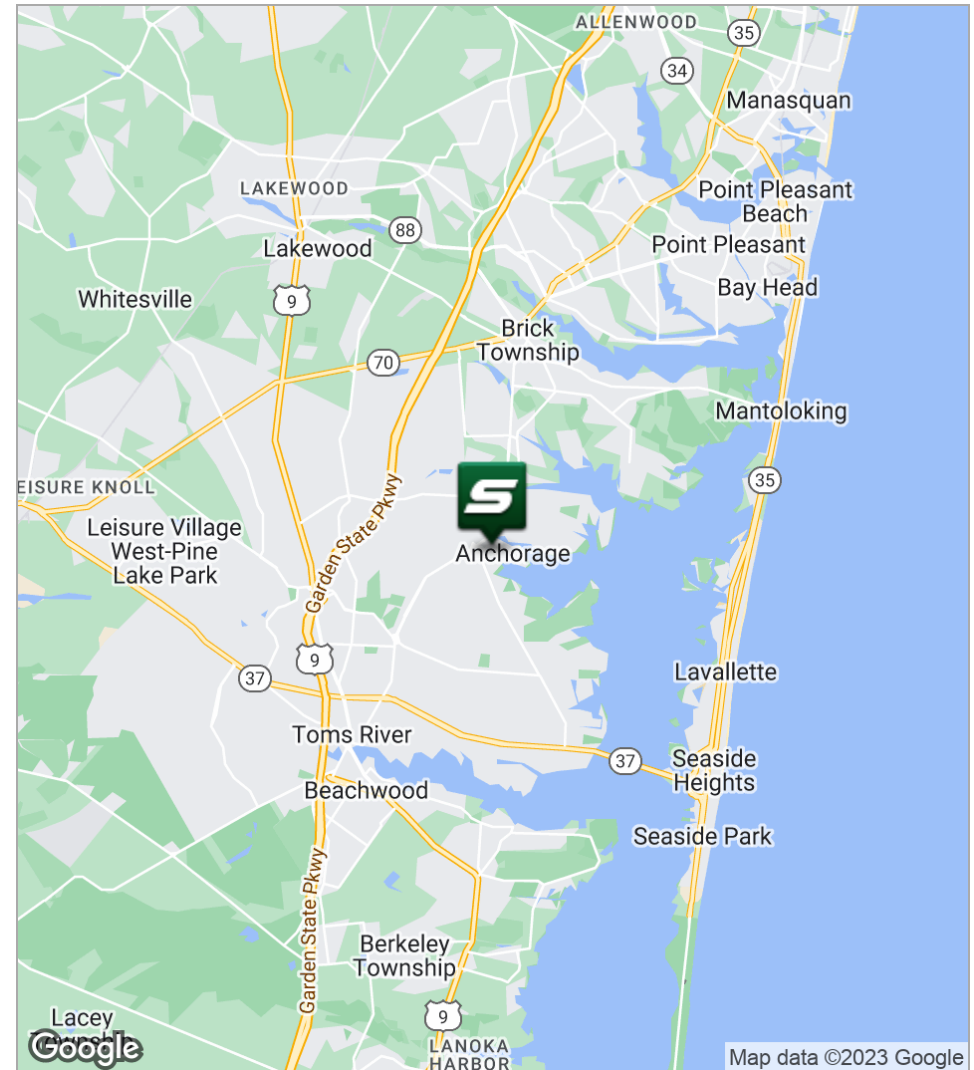 ALLENWOOD
35
34
Manasquan
LAKEWOOD
Point Pleasant
Beach
88
Point Pleasant
Lakewood
Bay Head
Whitesville
9
Brick
Township
70
Mantoloking
35
EISURE KNOLL
S
Garden State Pkwy
Leisure Village
West-Pine
Lake Park
Anchorage
9
37
Lavallette
Toms River
37
Seaside
Heights
Beachwood
Seaside Park
Garden State Pkwy
Berkeley
Township
9
Lacey
Township
Google
LANOKA
HARBOR
Map data ©2023 Google